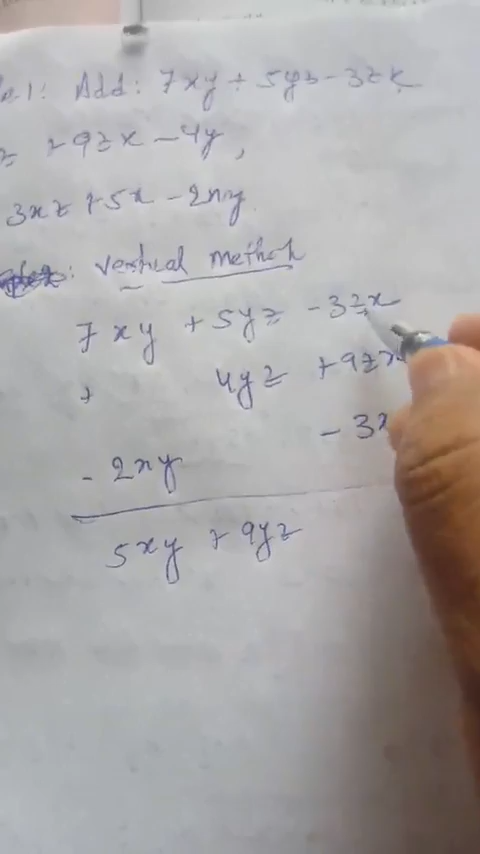 1: Add: 7xy + 5yz - 3zx
z + 9zx - 4y,
3xz + 5x - 2xy
: vertical method
7xy + 5yz - 3zx
+ 4yz + 9zx
- 3x
- 2xy
5xy + 9yz